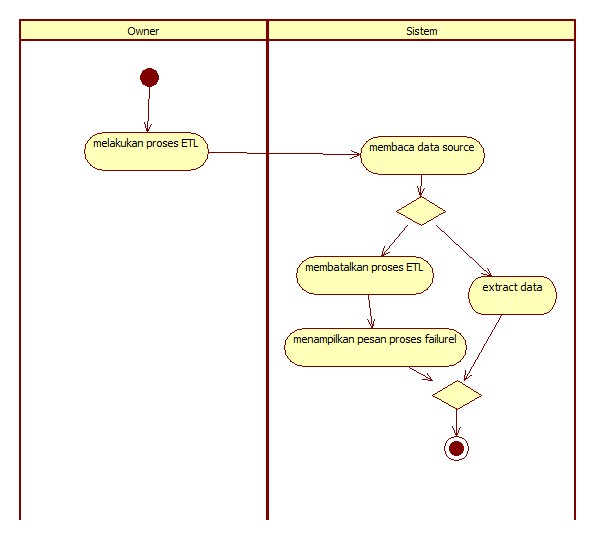 Owner
Sistem
melakukan proses ETL
membaca data source
membatalkan proses ETL
extract data
menampilkan pesan proses failurel